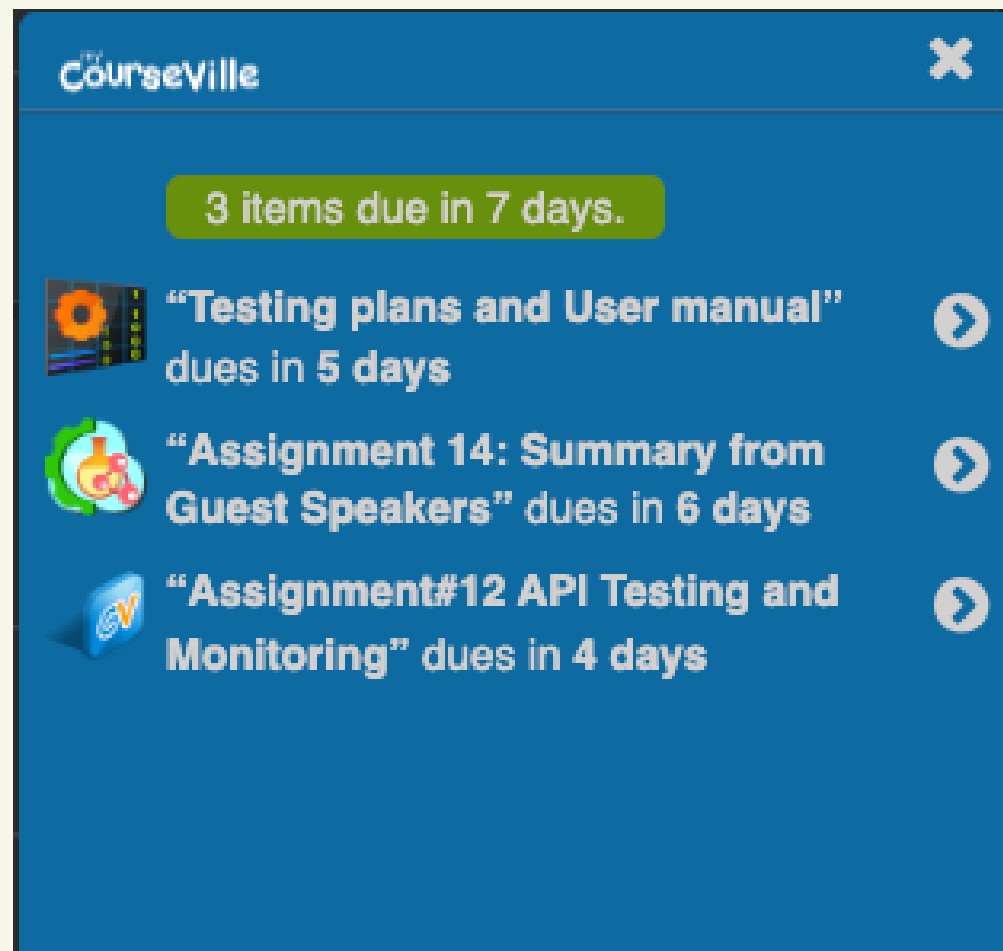 my
CourseVille
3 items due in 7 days.
“Testing plans and User manual”
dues in 5 days
“Assignment 14: Summary from
Guest Speakers” dues in 6 days
“Assignment#12 API Testing and
Monitoring” dues in 4 days